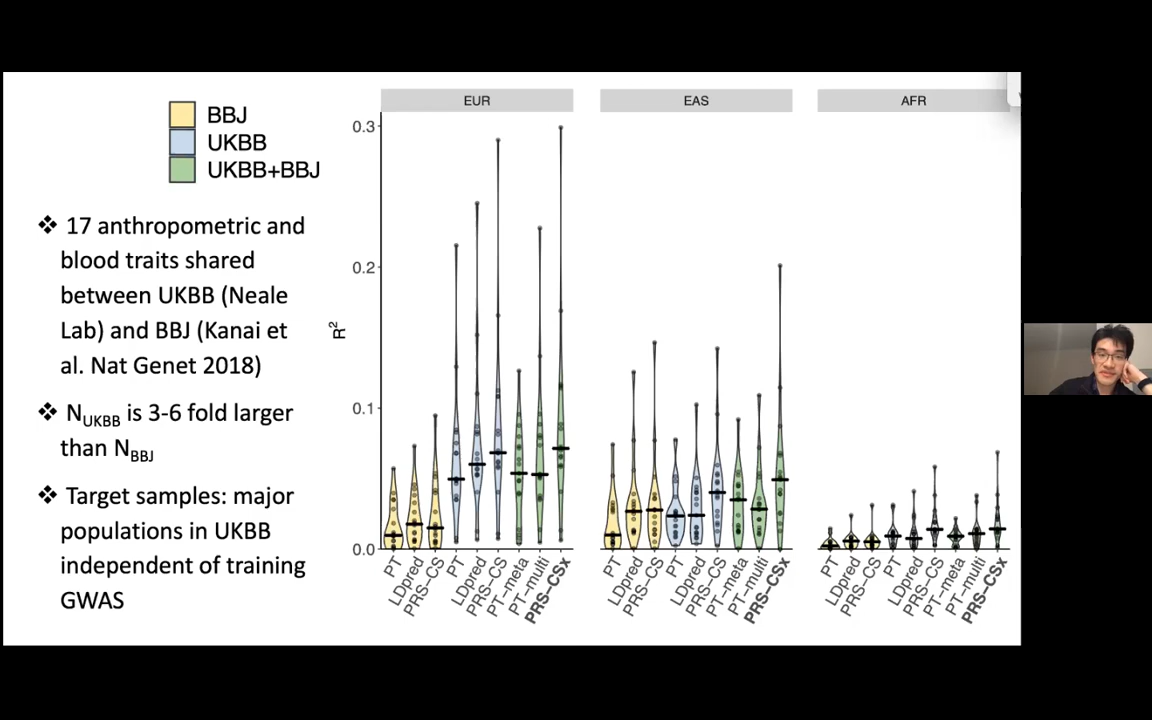 BBJ
UKBB
UKBB+BBJ
❖ 17 anthropometric and
blood traits shared
between UKBB (Neale
Lab) and BBJ (Kanai et
al. Nat Genet 2018)
❖ N_UKBB is 3-6 fold larger
than N_BBJ
❖ Target samples: major
populations in UKBB
independent of training
GWAS
EUR
EAS
AFR
R²
0.3
0.2
0.1
0.0
PT
LDpred
PRS−CS
PT
LDpred
PRS−CS
PT−meta
PT−multi
PRS−CSx
PT
LDpred
PRS−CS
PT
LDpred
PRS−CS
PT−meta
PT−multi
PRS−CSx
PT
LDpred
PRS−CS
PT
LDpred
PRS−CS
PT−meta
PT−multi
PRS−CSx